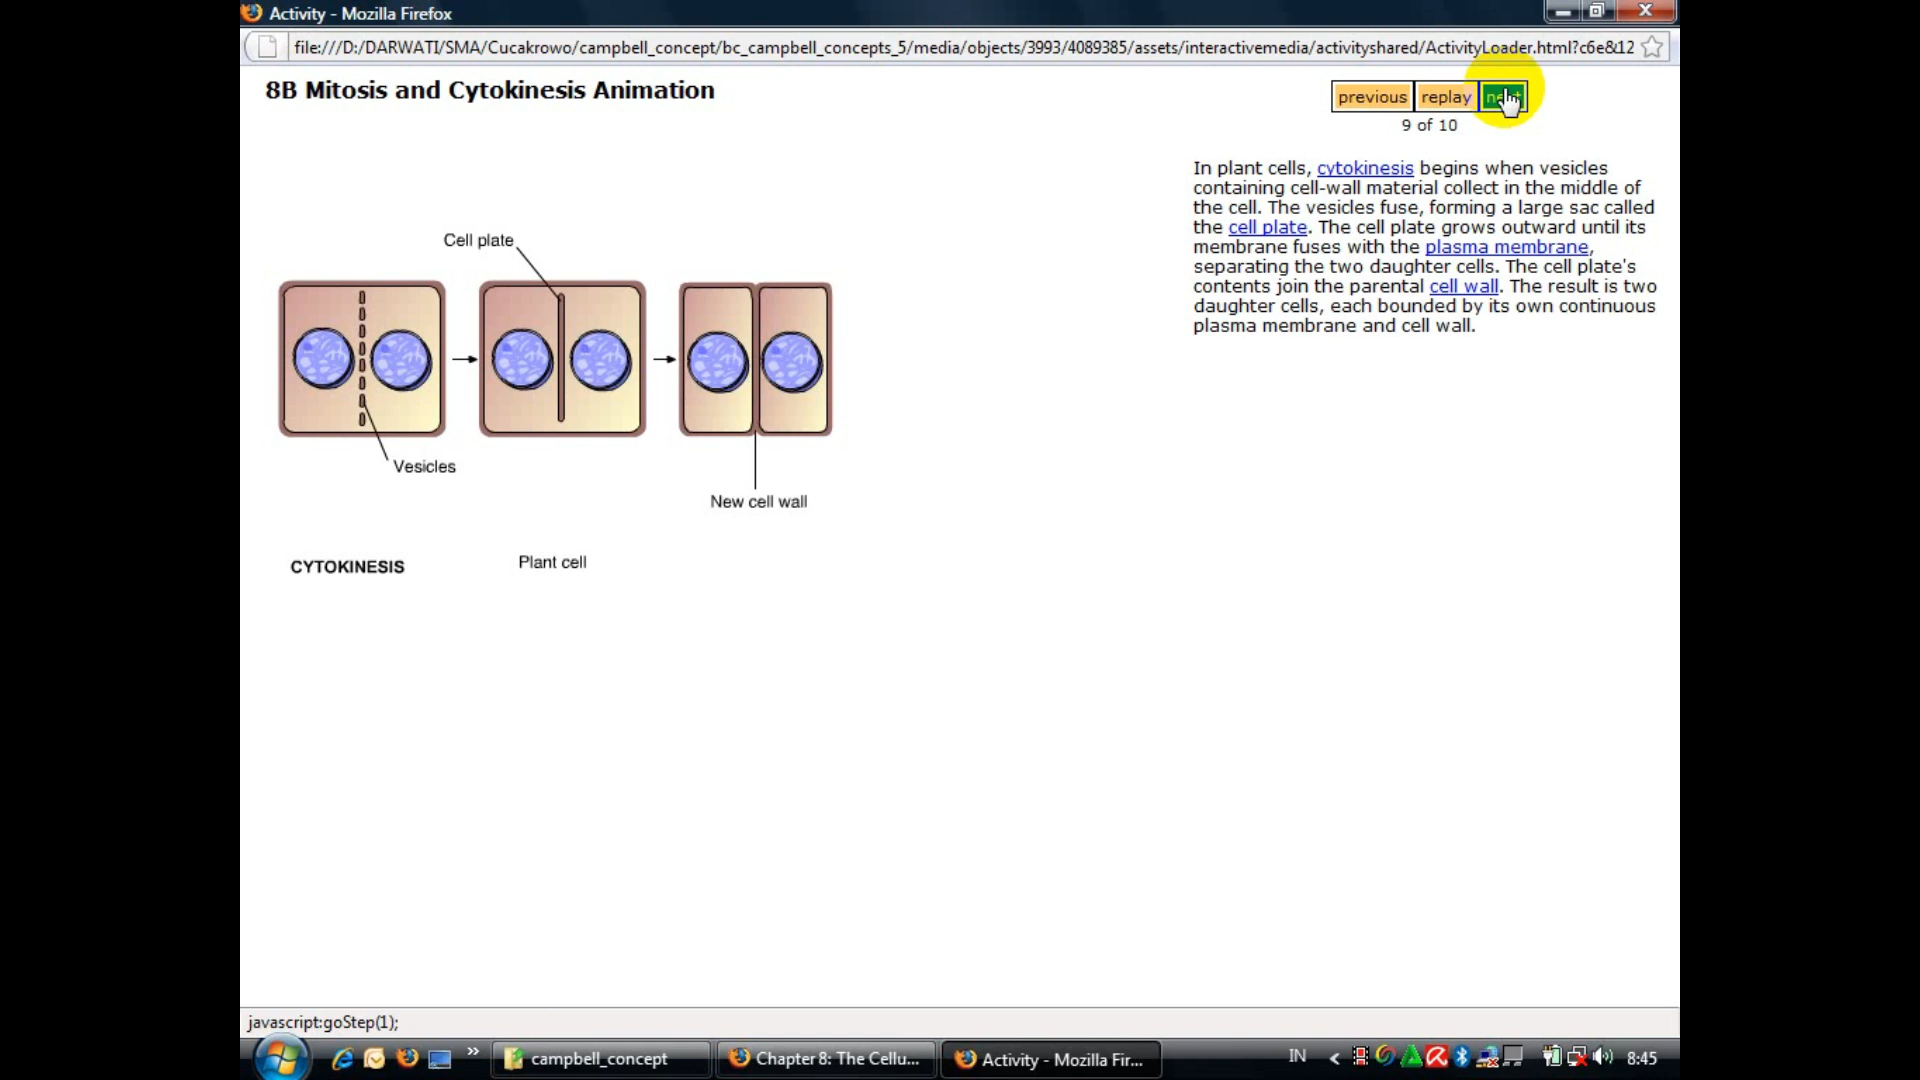 Activity - Mozilla Firefox
file:///D:/DARWATI/SMA/Cucakrowo/campbell_concept/bc_campbell_concepts_5/media/objects/3993/4089385/assets/interactivemedia/activityshared/ActivityLoader.html?c6e&12
8B Mitosis and Cytokinesis Animation
previous replay
9 of 10
In plant cells, cytokinesis begins when vesicles
containing cell-wall material collect in the middle of
the cell. The vesicles fuse, forming a large sac called
the cell plate. The cell plate grows outward until its
membrane fuses with the plasma membrane,
separating the two daughter cells. The cell plate's
contents join the parental cell wall. The result is two
daughter cells, each bounded by its own continuous
plasma membrane and cell wall.
Cell plate
Vesicles
New cell wall
CYTOKINESIS
Plant cell
javascript:goStep(1);
campbell_concept
Chapter 8: The Cellu...
Activity - Mozilla Fir...
IN
8:45